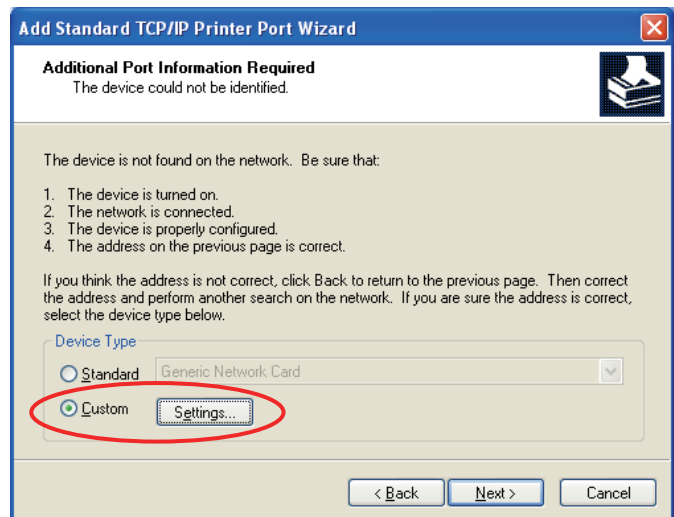 Add Standard TCP/IP Printer Port Wizard
Additional Port Information Required
The device could not be identified.
The device is not found on the network. Be sure that:
1. The device is turned on.
2. The network is connected.
3. The device is properly configured.
4. The address on the previous page is correct.
If you think the address is not correct, click Back to return to the previous page. Then correct
the address and perform another search on the network. If you are sure the address is correct,
select the device type below.
Device Type
Standard Generic Network Card
Custom Settings...
< Back Next > Cancel